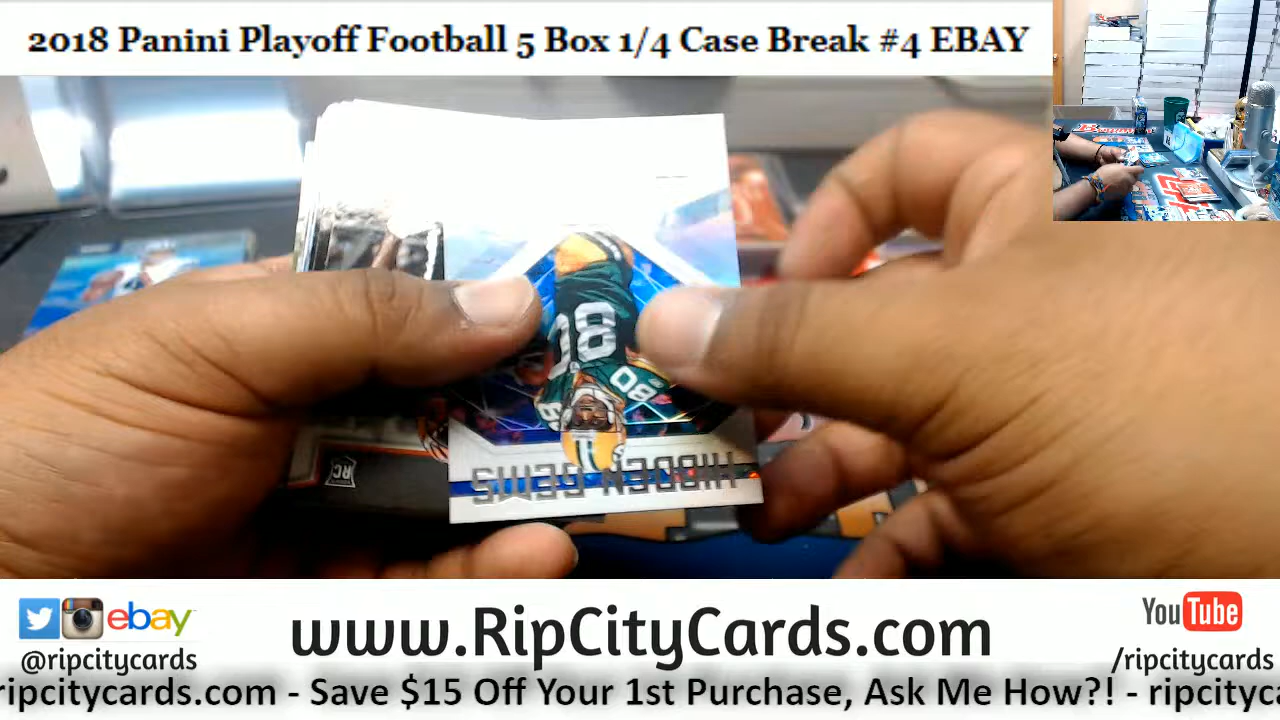 2018 Panini Playoff Football 5 Box 1/4 Case Break #4 EBAY
80
80
HIDDEN GEMS
RC
ebay
www.RipCityCards.com
YouTube
@ripcitycards
/ripcitycards
ripcitycards.com - Save $15 Off Your 1st Purchase, Ask Me How?! - ripcityc